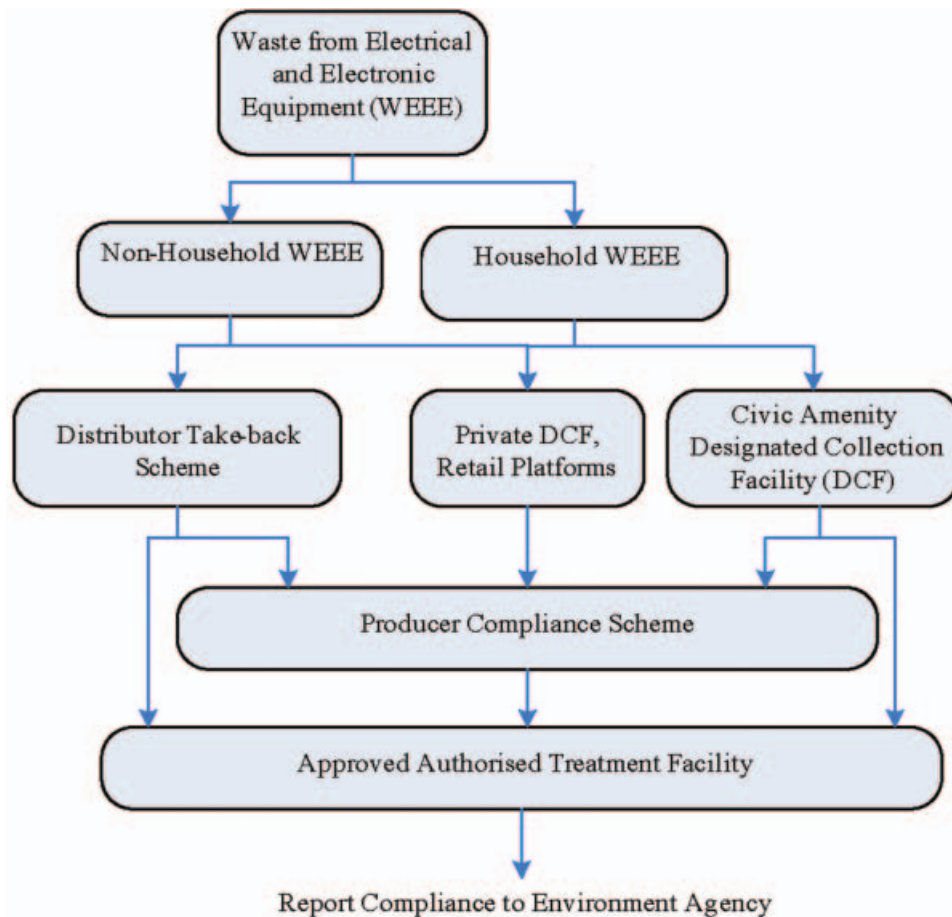 Waste from Electrical
and Electronic
Equipment (WEEE)
Non-Household WEEE
Household WEEE
Distributor Take-back
Scheme
Private DCF,
Retail Platforms
Civic Amenity
Designated Collection
Facility (DCF)
Producer Compliance Scheme
Approved Authorised Treatment Facility
Report Compliance to Environment Agency